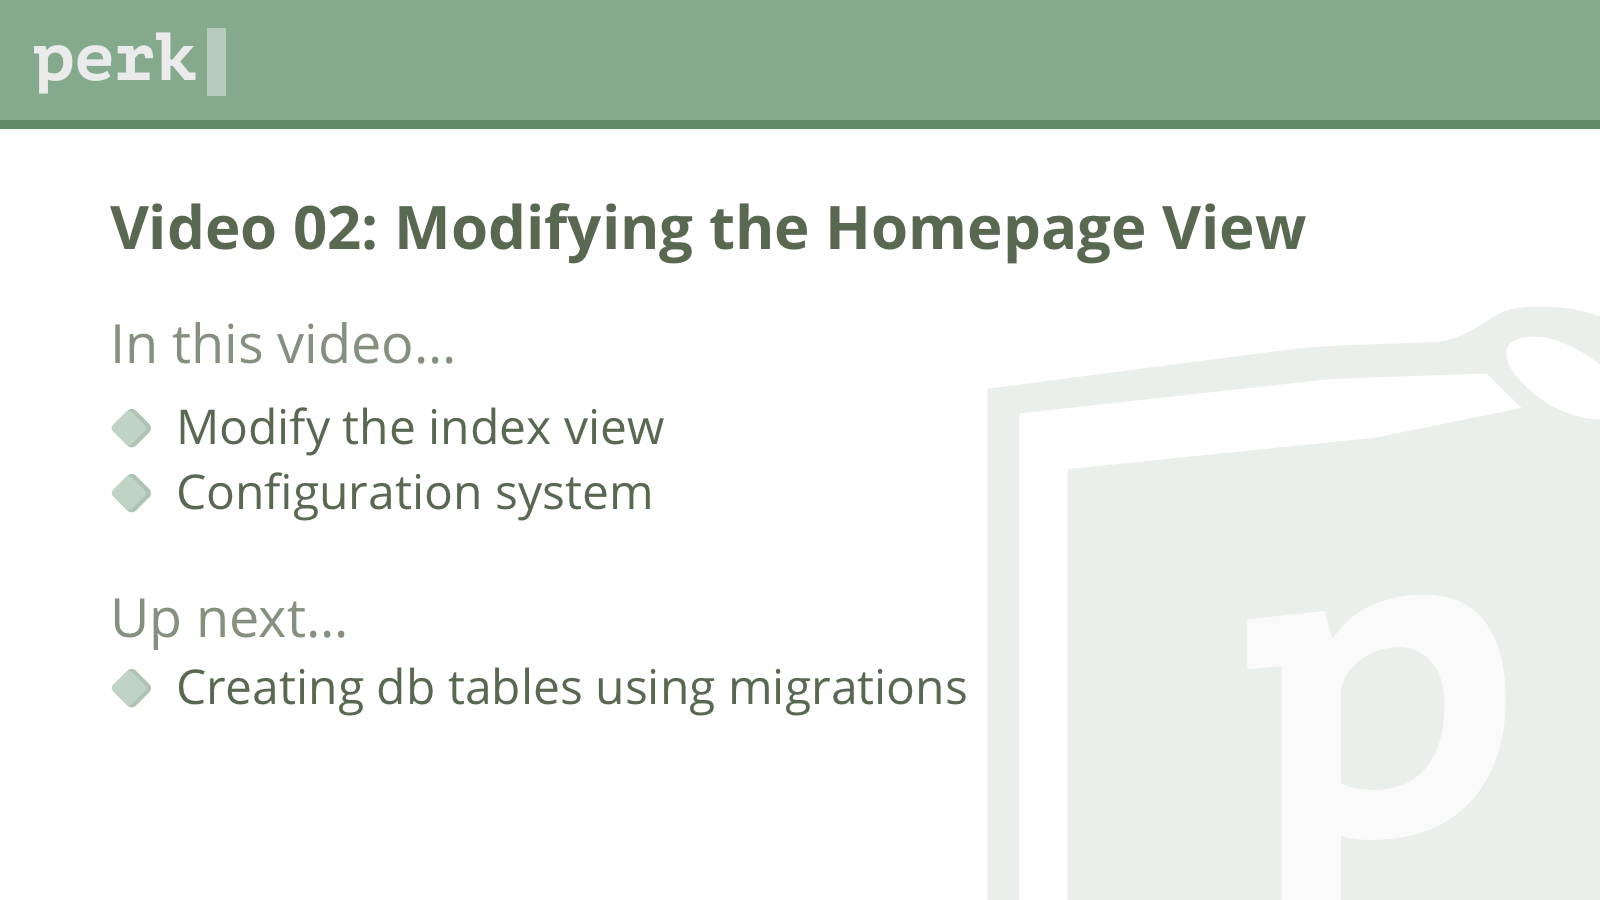 perk
Video 02: Modifying the Homepage View
In this video...
Modify the index view
Configuration system
Up next...
Creating db tables using migrations
p